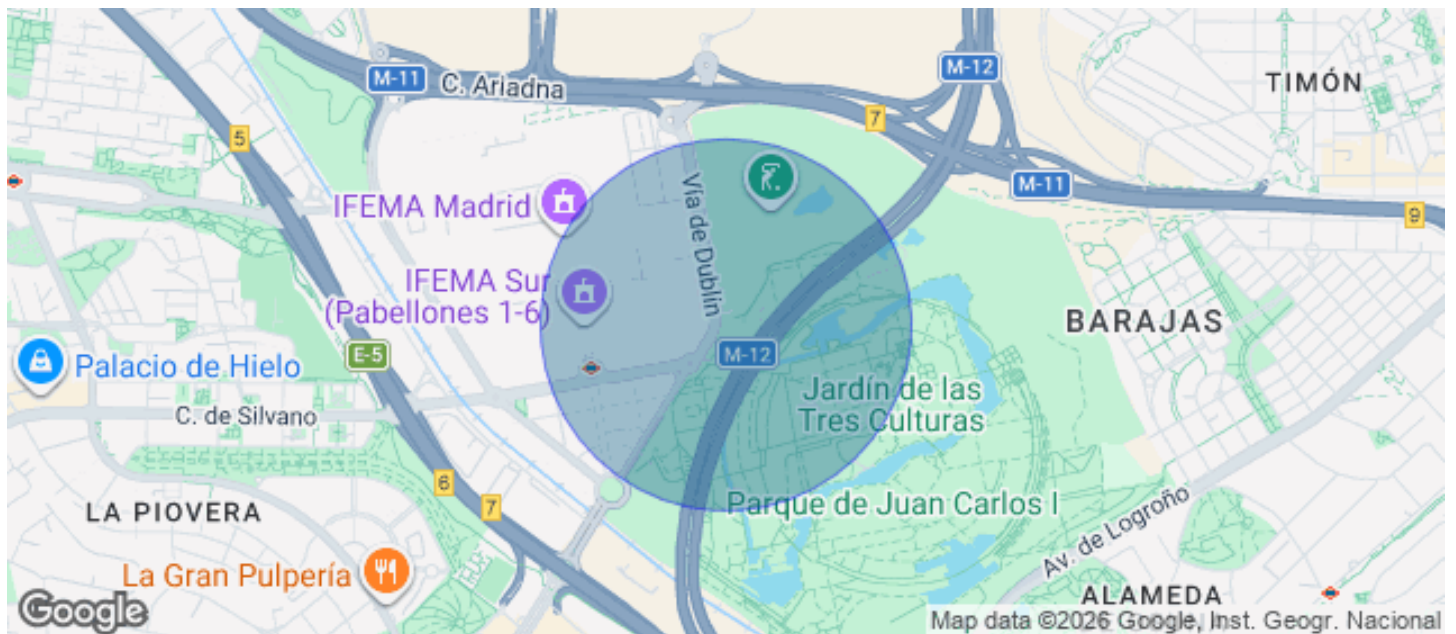 M-11
C. Ariadna
M-12
TIMÓN
5
7
M-11
9
IFEMA Madrid
Vía de Dublín
IFEMA Sur
(Pabellones 1-6)
BARAJAS
E-5
M-12
Palacio de Hielo
Jardín de las
Tres Culturas
C. de Silvano
6
7
Parque de Juan Carlos I
LA PIOVERA
Av. de Logroño
La Gran Pulpería
ALAMEDA
Google
Map data ©2026 Google, Inst. Geogr. Nacional